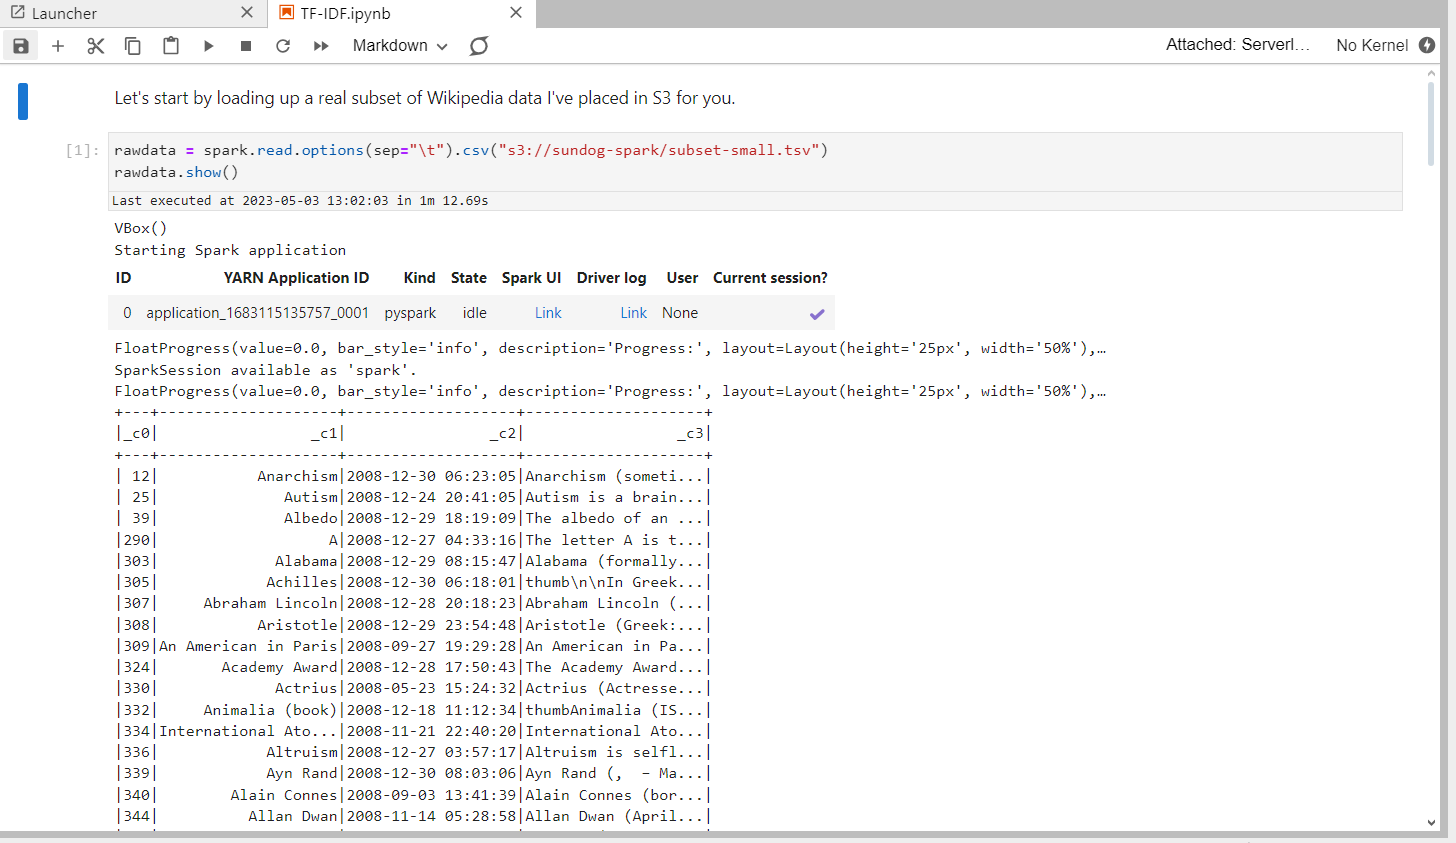 Launcher
TF-IDF.ipynb
Markdown
Attached: Serverl...
No Kernel
Let's start by loading up a real subset of Wikipedia data I've placed in S3 for you.
[1]: rawdata = spark.read.options(sep="\t").csv("s3://sundog-spark/subset-small.tsv")
rawdata.show()
Last executed at 2023-05-03 13:02:03 in 1m 12.69s
VBox()
Starting Spark application
ID YARN Application ID Kind State Spark UI Driver log User Current session?
0 application_1683115135757_0001 pyspark idle Link Link None ✔
FloatProgress(value=0.0, bar_style='info', description='Progress:', layout=Layout(height='25px', width='50%'),…
SparkSession available as 'spark'.
FloatProgress(value=0.0, bar_style='info', description='Progress:', layout=Layout(height='25px', width='50%'),…
+---+--------------------+-------------------+--------------------+
|_c0|                 _c1|                _c2|                 _c3|
+---+--------------------+-------------------+--------------------+
| 12|           Anarchism|2008-12-30 06:23:05|Anarchism (someti...|
| 25|              Autism|2008-12-24 20:41:05|Autism is a brain...|
| 39|              Albedo|2008-12-29 18:19:09|The albedo of an ...|
|290|                   A|2008-12-27 04:33:16|The letter A is t...|
|303|             Alabama|2008-12-29 08:15:47|Alabama (formally...|
|305|            Achilles|2008-12-30 06:18:01|thumb\n\nIn Greek...|
|307|     Abraham Lincoln|2008-12-28 20:18:23|Abraham Lincoln (...|
|308|           Aristotle|2008-12-29 23:54:48|Aristotle (Greek:...|
|309|An American in Paris|2008-09-27 19:29:28|An American in Pa...|
|324|       Academy Award|2008-12-28 17:50:43|The Academy Award...|
|330|             Actrius|2008-05-23 15:24:32|Actrius (Actresse...|
|332|     Animalia (book)|2008-12-18 11:12:34|thumbAnimalia (IS...|
|334|International Ato...|2008-11-21 22:40:20|International Ato...|
|336|            Altruism|2008-12-27 03:57:17|Altruism is selfl...|
|339|            Ayn Rand|2008-12-30 08:03:06|Ayn Rand (,  – Ma...|
|340|        Alain Connes|2008-09-03 13:41:39|Alain Connes (bor...|
|344|          Allan Dwan|2008-11-14 05:28:58|Allan Dwan (April...|